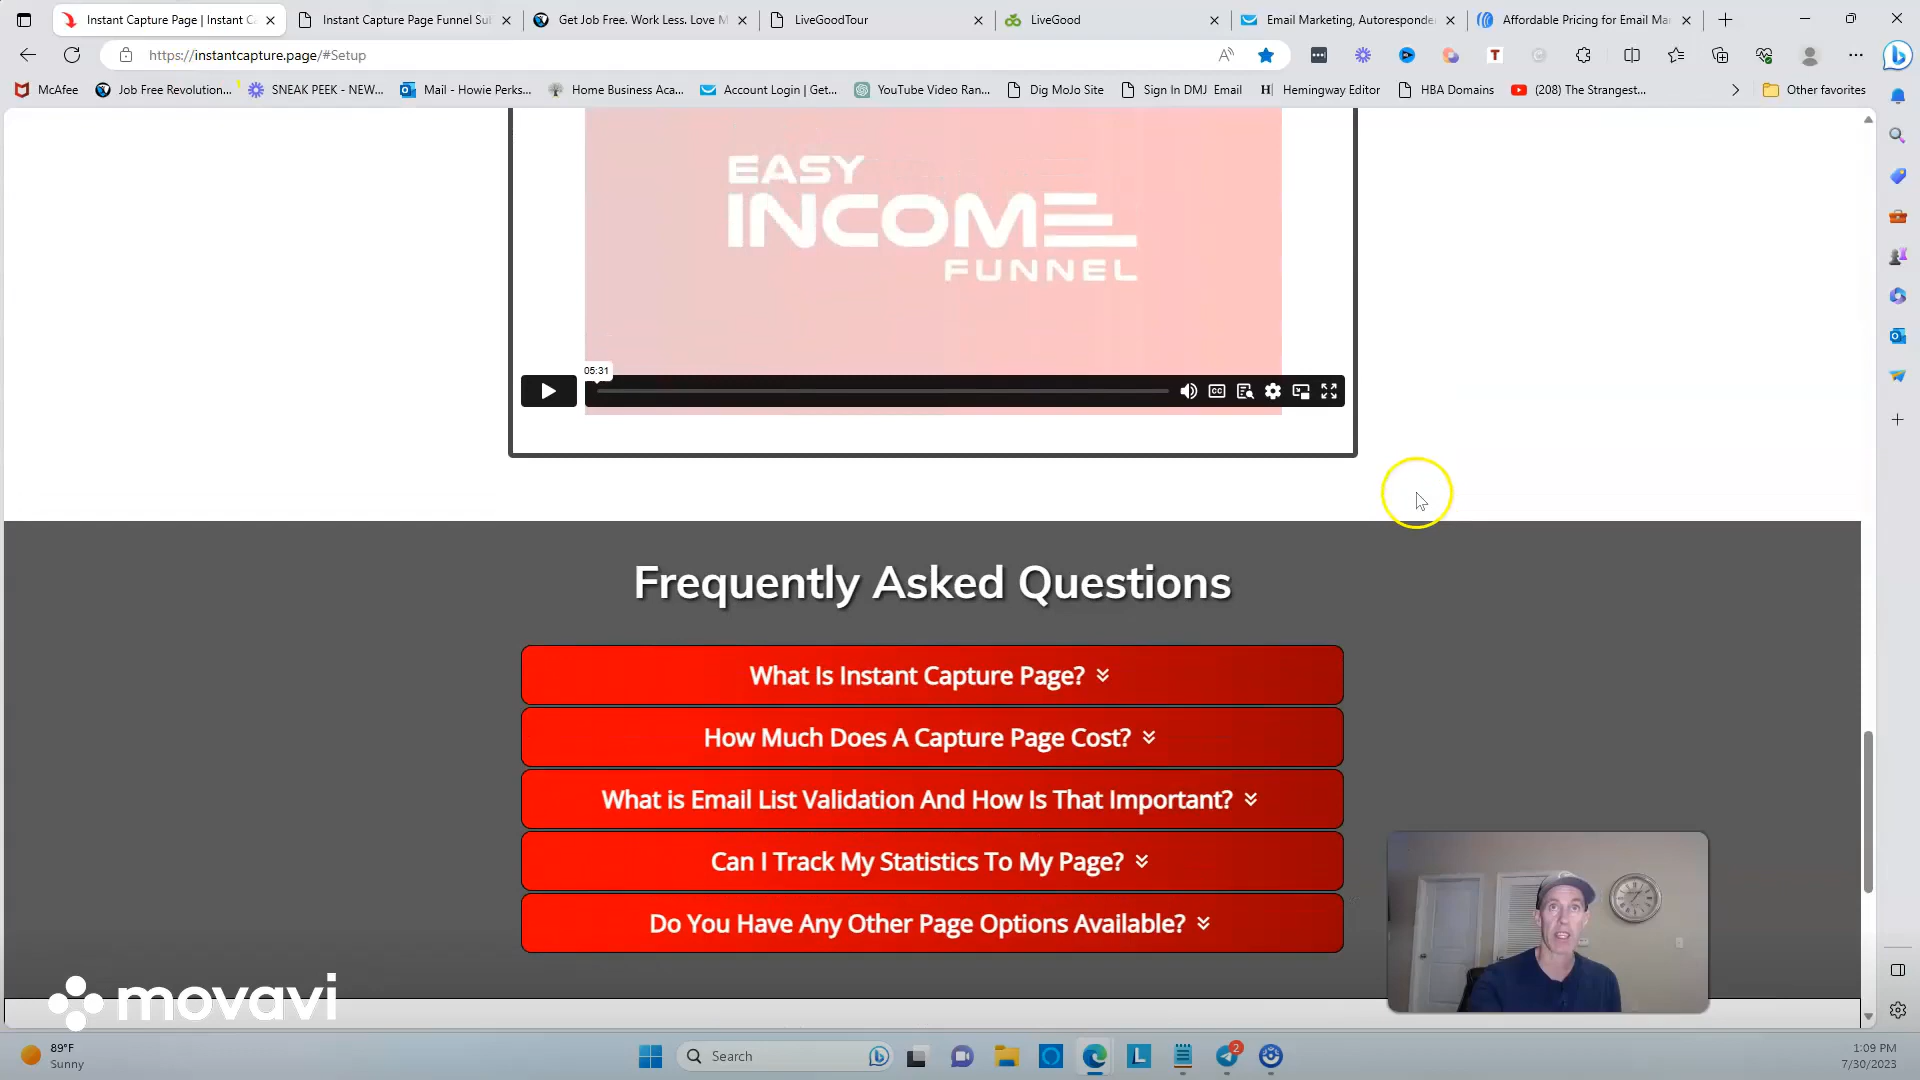 Instant Capture Page | Instant C
Instant Capture Page Funnel Sub
Get Job Free. Work Less. Love M
LiveGoodTour
LiveGood
Email Marketing, Autoresponde
Affordable Pricing for Email Mar
https://instantcapture.page/#Setup
McAfee
Job Free Revolution...
SNEAK PEEK - NEW...
Mail - Howie Perks...
Home Business Aca...
Account Login | Get...
YouTube Video Ran...
Dig MoJo Site
Sign In DMJ Email
Hemingway Editor
HBA Domains
(208) The Strangest...
Other favorites
EASY
INCOME
FUNNEL
05:31
CC
Frequently Asked Questions
What Is Instant Capture Page?
How Much Does A Capture Page Cost?
What is Email List Validation And How Is That Important?
Can I Track My Statistics To My Page?
Do You Have Any Other Page Options Available?
movavi
89°F
Sunny
Search
L
2
1:09 PM
7/30/2023